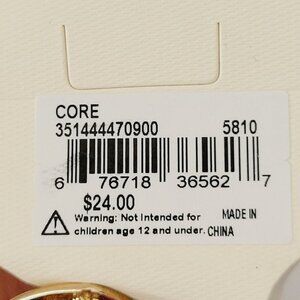 CORE
351444470900 5810
6 76718 36562 7
$24.00
Warning: Not Intended for MADE IN
children age 12 and under. CHINA